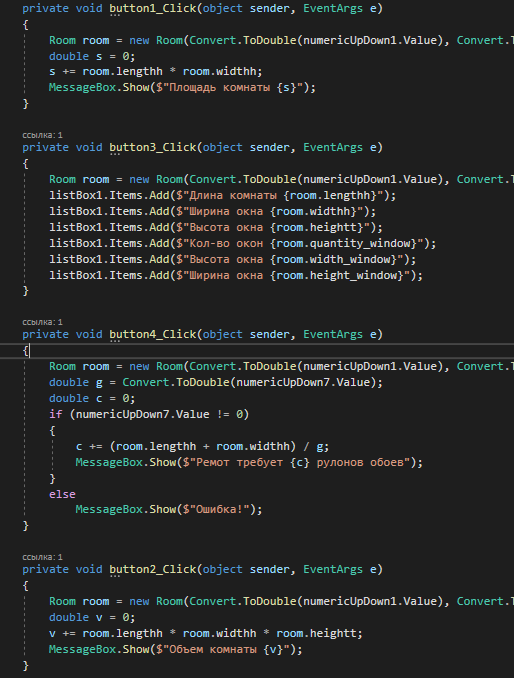 private void button1_Click(object sender, EventArgs e)
{
Room room = new Room(Convert.ToDouble(numericUpDown1.Value), Convert.T
double s = 0;
s += room.lengthh * room.widthh;
MessageBox.Show($"Площадь комнаты {s}");
}
ссылка: 1
private void button3_Click(object sender, EventArgs e)
{
Room room = new Room(Convert.ToDouble(numericUpDown1.Value), Convert.T
listBox1.Items.Add($"Длина комнаты {room.lengthh}");
listBox1.Items.Add($"Ширина окна {room.widthh}");
listBox1.Items.Add($"Высота окна {room.heightt}");
listBox1.Items.Add($"Кол-во окон {room.quantity_window}");
listBox1.Items.Add($"Высота окна {room.width_window}");
listBox1.Items.Add($"Ширина окна {room.height_window}");
}
ссылка: 1
private void button4_Click(object sender, EventArgs e)
{
Room room = new Room(Convert.ToDouble(numericUpDown1.Value), Convert.T
double g = Convert.ToDouble(numericUpDown7.Value);
double c = 0;
if (numericUpDown7.Value != 0)
{
c += (room.lengthh + room.widthh) / g;
MessageBox.Show($"Ремот требует {c} рулонов обоев");
}
else
MessageBox.Show($"Ошибка!");
}
ссылка: 1
private void button2_Click(object sender, EventArgs e)
{
Room room = new Room(Convert.ToDouble(numericUpDown1.Value), Convert.T
double v = 0;
v += room.lengthh * room.widthh * room.heightt;
MessageBox.Show($"Объем комнаты {v}");
}